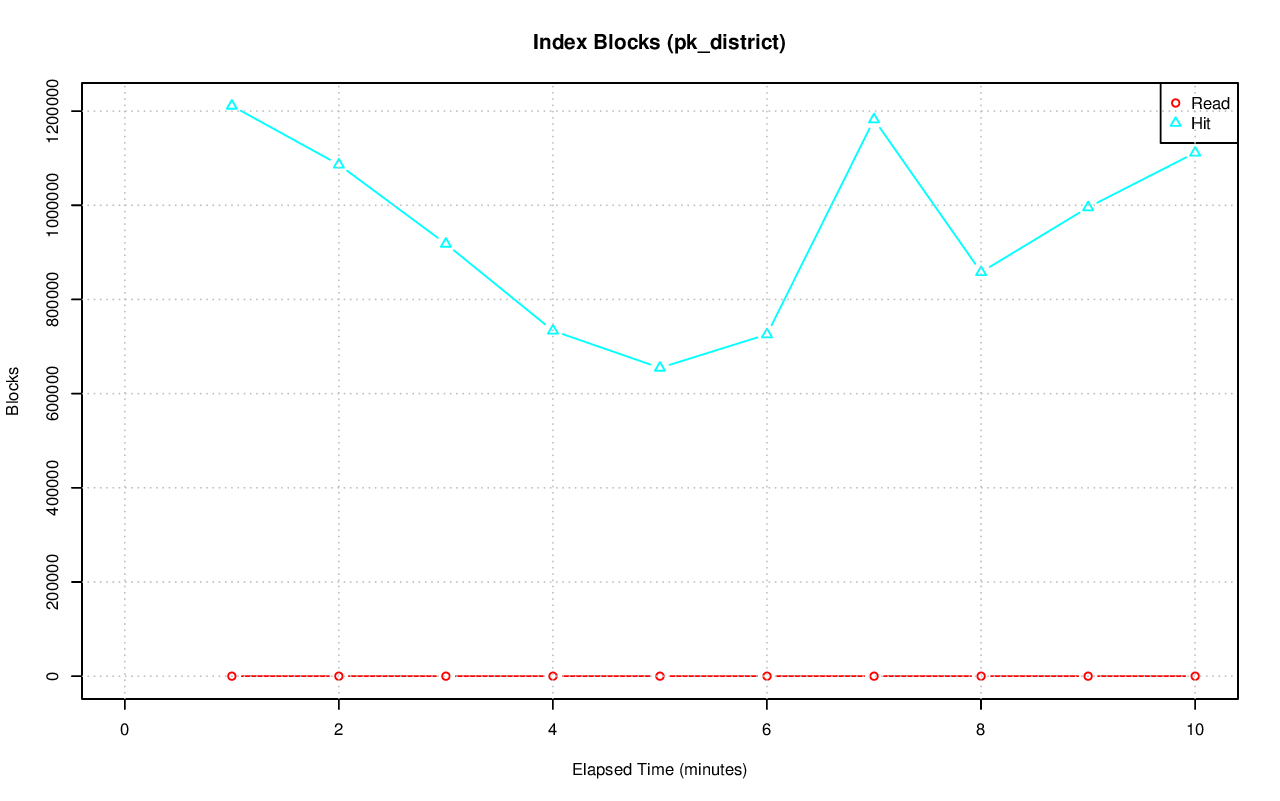 Index Blocks (pk_district)
Read
Hit
Blocks
1200000
1000000
800000
600000
400000
200000
0
0 2 4 6 8 10
Elapsed Time (minutes)